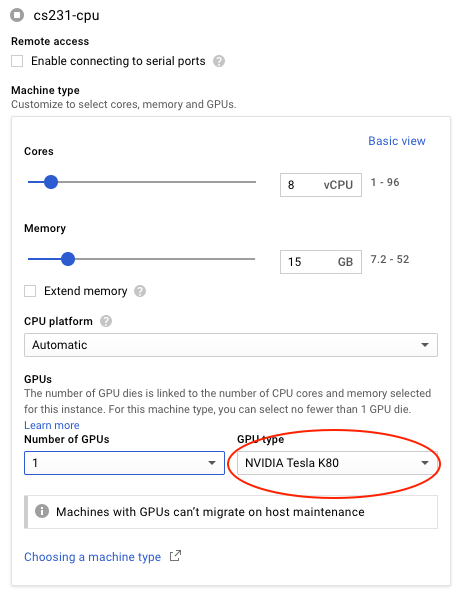 cs231-cpu
Remote access
Enable connecting to serial ports ?
Machine type
Customize to select cores, memory and GPUs.
Basic view
Cores
8 vCPU 1 - 96
Memory
15 GB 7.2 - 52
Extend memory ?
CPU platform ?
Automatic
GPUs
The number of GPU dies is linked to the number of CPU cores and memory selected
for this instance. For this machine type, you can select no fewer than 1 GPU die.
Learn more
Number of GPUs GPU type
1 NVIDIA Tesla K80
Machines with GPUs can't migrate on host maintenance
Choosing a machine type